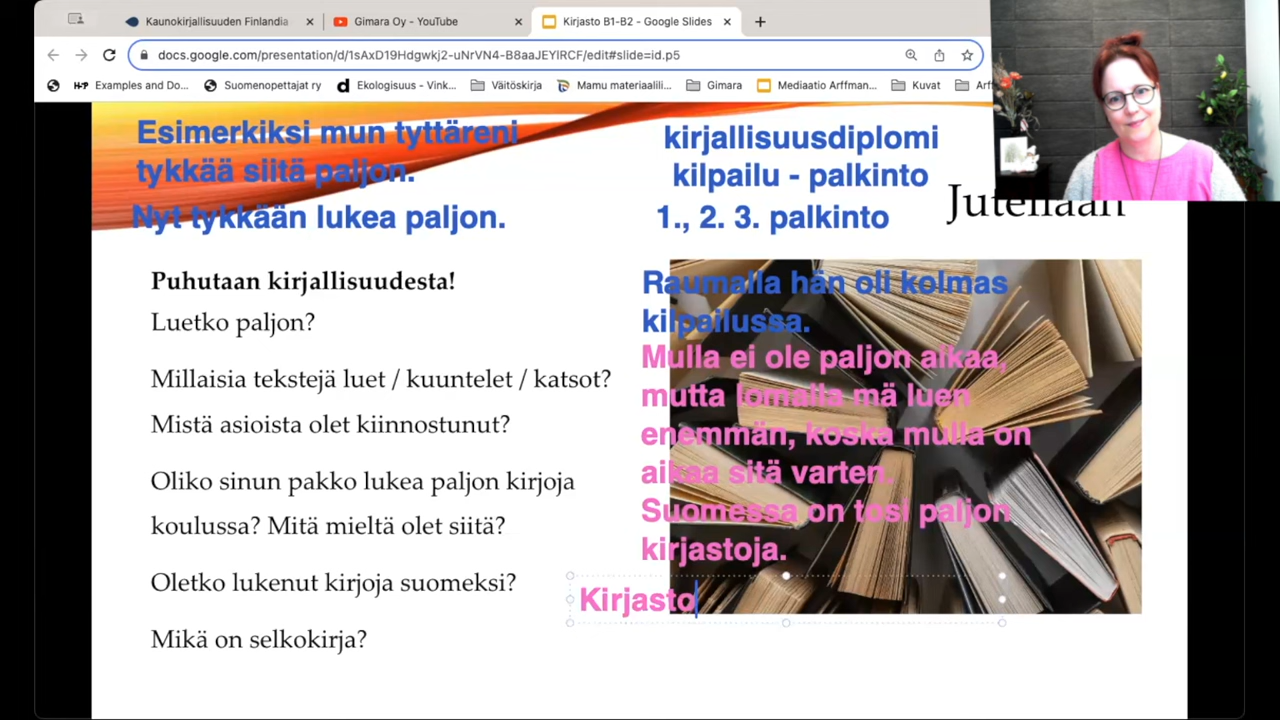 Kaunokirjallisuuden Finlandia
Gimara Oy - YouTube
Kirjasto B1-B2 - Google Slides
docs.google.com/presentation/d/1sAxD19Hdgwkj2-uNrVN4-B8aaJEYlRCF/edit#slide=id.p5
Examples and Do...
Suomenopettajat ry
Ekologisuus - Vink...
Väitöskirja
Mamu materiaalili...
Gimara
Mediaatio Arffman...
Kuvat
Arf
Esimerkiksi mun tyttäreni
tykkää siitä paljon.
Nyt tykkään lukea paljon.
kirjallisuusdiplomi
kilpailu - palkinto
1., 2. 3. palkinto
Jutellaan
Puhutaan kirjallisuudesta!
Luetko paljon?
Millaisia tekstejä luet / kuuntelet / katsot?
Mistä asioista olet kiinnostunut?
Oliko sinun pakko lukea paljon kirjoja
koulussa? Mitä mieltä olet siitä?
Oletko lukenut kirjoja suomeksi?
Mikä on selkokirja?
Raumalla hän oli kolmas
kilpailussa.
Mulla ei ole paljon aikaa,
mutta lomalla mä luen
enemmän, koska mulla on
aikaa sitä varten.
Suomessa on tosi paljon
kirjastoja.
Kirjasto